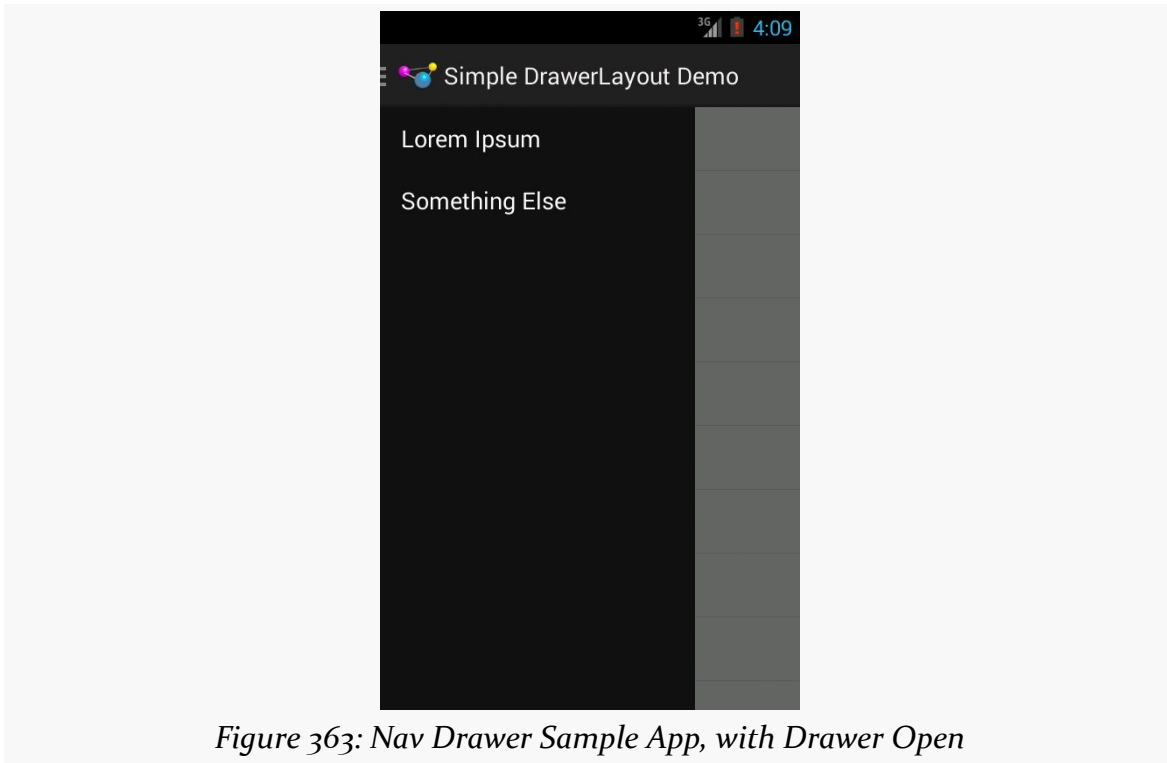 3G 4:09
Simple DrawerLayout Demo
Lorem Ipsum
Something Else
Figure 363: Nav Drawer Sample App, with Drawer Open